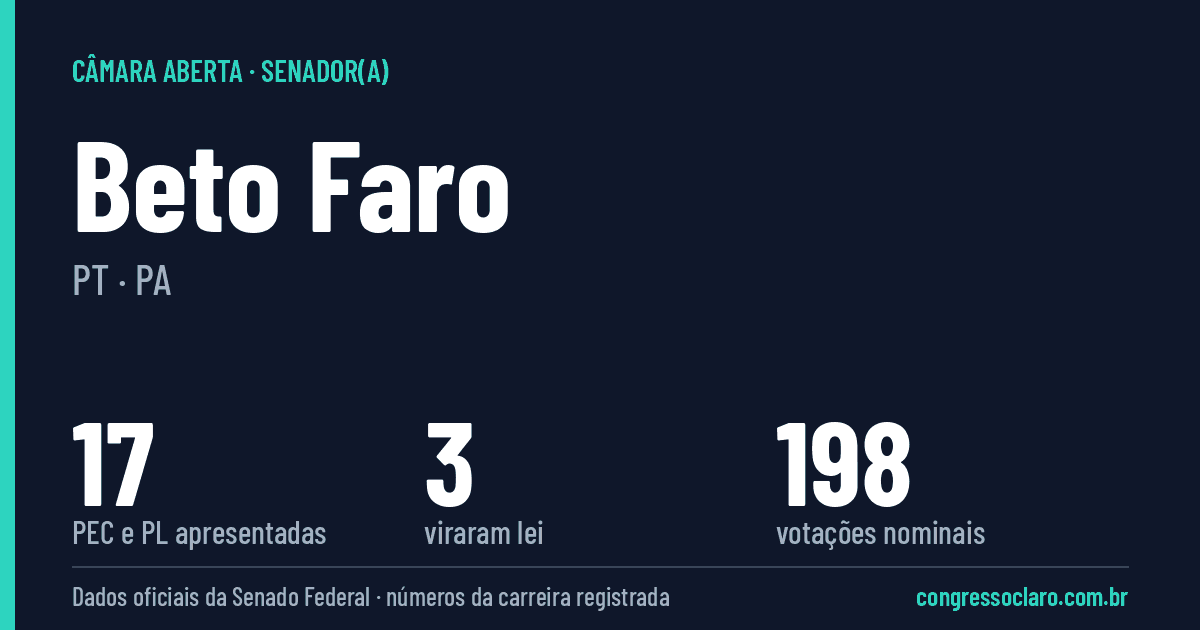 CÂMARA ABERTA · SENADOR(A)
Beto Faro
PT · PA
17 3 198
PEC e PL apresentadas viraram lei votações nominais
Dados oficiais da Senado Federal · números da carreira registrada congressoclaro.com.br